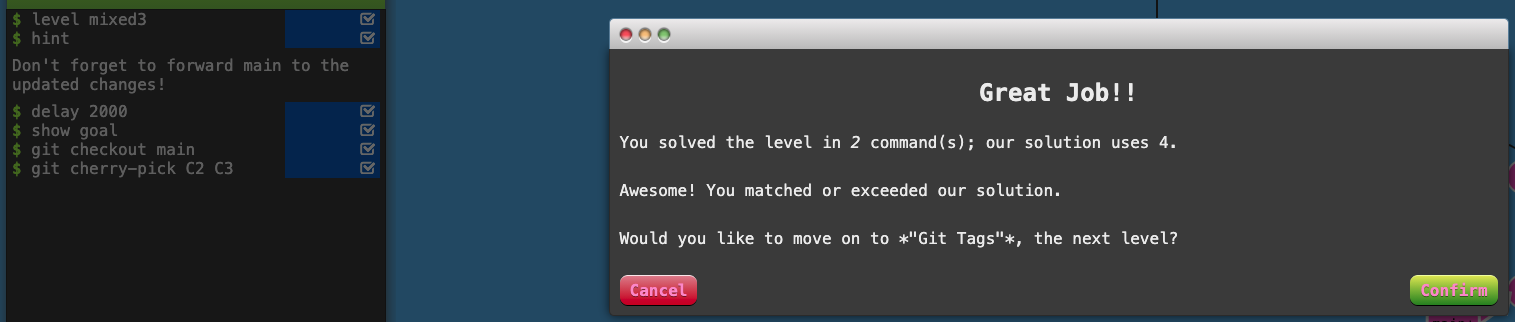 $ level mixed3
$ hint
Don't forget to forward main to the
updated changes!
$ delay 2000
$ show goal
$ git checkout main
$ git cherry-pick C2 C3
Great Job!!
You solved the level in 2 command(s); our solution uses 4.
Awesome! You matched or exceeded our solution.
Would you like to move on to *"Git Tags"*, the next level?
Cancel
Confirm